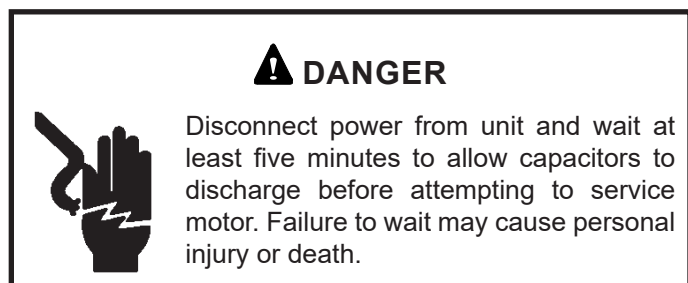 DANGER
Disconnect power from unit and wait at
least five minutes to allow capacitors to
discharge before attempting to service
motor. Failure to wait may cause personal
injury or death.